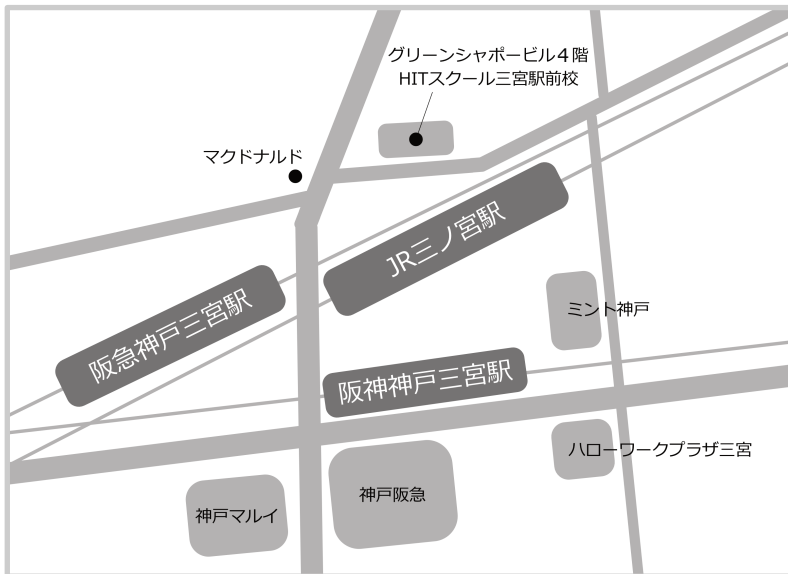 グリーンシャポービル４階
HITスクール三宮駅前校
マクドナルド
JR三ノ宮駅
阪急神戸三宮駅
ミント神戸
阪神神戸三宮駅
ハローワークプラザ三宮
神戸阪急
神戸マルイ